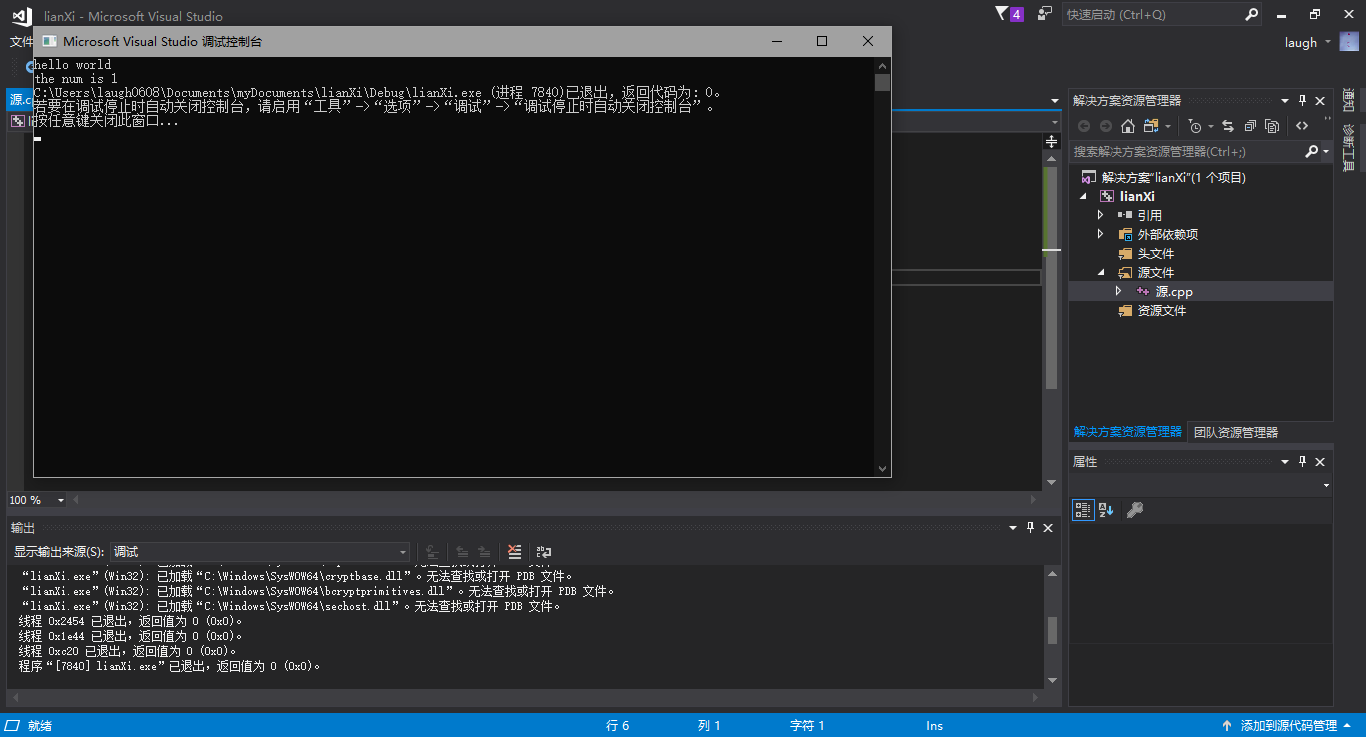 lianXi - Microsoft Visual Studio
4
快速启动 (Ctrl+Q)
文件
laugh
Microsoft Visual Studio 调试控制台
hello world
the num is 1
C:\Users\laugh0608\Documents\myDocuments\lianXi\Debug\lianXi.exe (进程 7840)已退出，返回代码为: 0。
若要在调试停止时自动关闭控制台，请启用“工具”->“选项”->“调试”->“调试停止时自动关闭控制台”。
按任意键关闭此窗口...
解决方案资源管理器
搜索解决方案资源管理器(Ctrl+;)
解决方案"lianXi"(1 个项目)
lianXi
引用
外部依赖项
头文件
源文件
源.cpp
资源文件
解决方案资源管理器 团队资源管理器
通知
诊断工具
属性
100 %
输出
显示输出来源(S): 调试
“lianXi.exe”(Win32): 已加载“C:\Windows\SysWOW64\cryptbase.dll”。无法查找或打开 PDB 文件。
“lianXi.exe”(Win32): 已加载“C:\Windows\SysWOW64\bcryptprimitives.dll”。无法查找或打开 PDB 文件。
“lianXi.exe”(Win32): 已加载“C:\Windows\SysWOW64\sechost.dll”。无法查找或打开 PDB 文件。
线程 0x2454 已退出，返回值为 0 (0x0)。
线程 0x1e44 已退出，返回值为 0 (0x0)。
线程 0xc20 已退出，返回值为 0 (0x0)。
程序“[7840] lianXi.exe”已退出，返回值为 0 (0x0)。
就绪 行 6 列 1 字符 1 Ins 添加到源代码管理